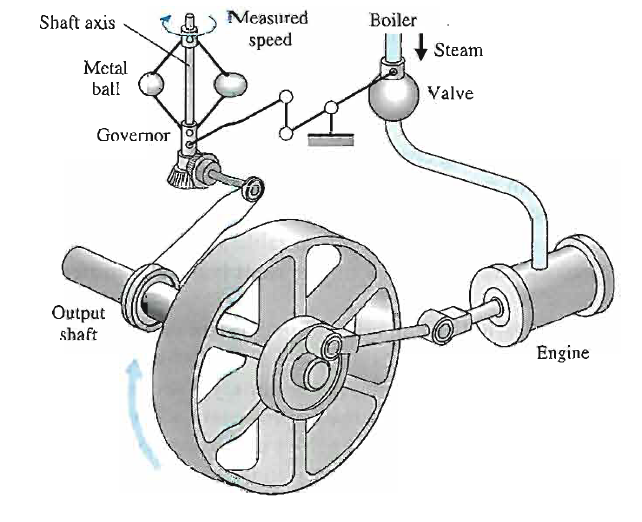 Shaft axis
Measured
speed
Boiler
Steam
Metal
ball
Valve
Governor
Output
shaft
Engine